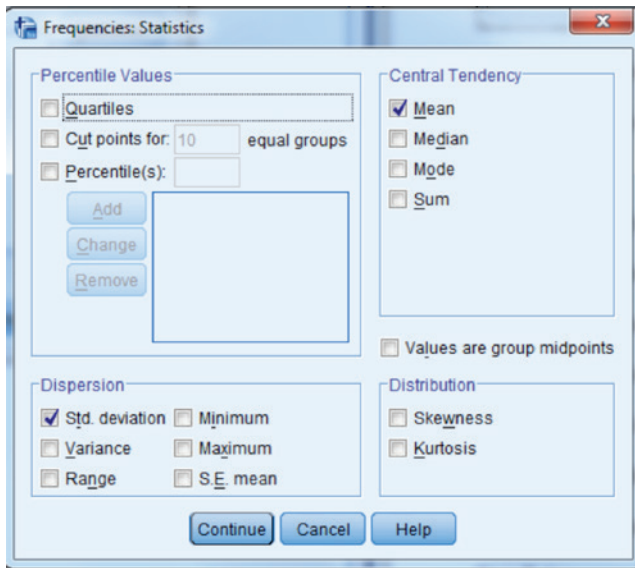 Frequencies: Statistics
Percentile Values
Quartiles
Cut points for: 10 equal groups
Percentile(s):
Add
Change
Remove
Central Tendency
Mean
Median
Mode
Sum
Values are group midpoints
Dispersion
Std. deviation Minimum
Variance Maximum
Range S.E. mean
Distribution
Skewness
Kurtosis
Continue Cancel Help